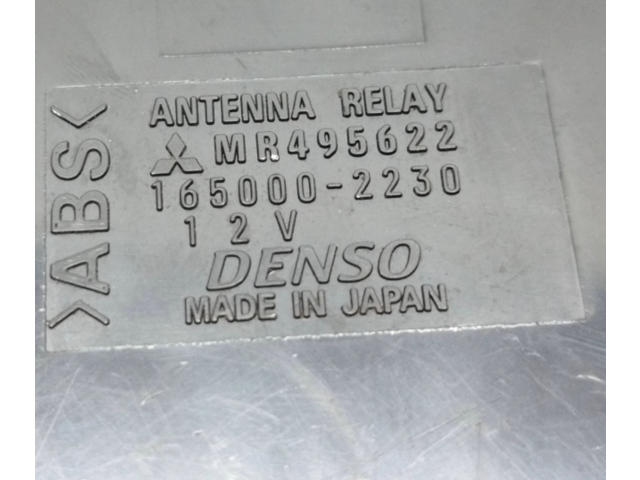 ANTENNA RELAY
MR495622
165000-2230
12V
DENSO
MADE IN JAPAN
>ABS<